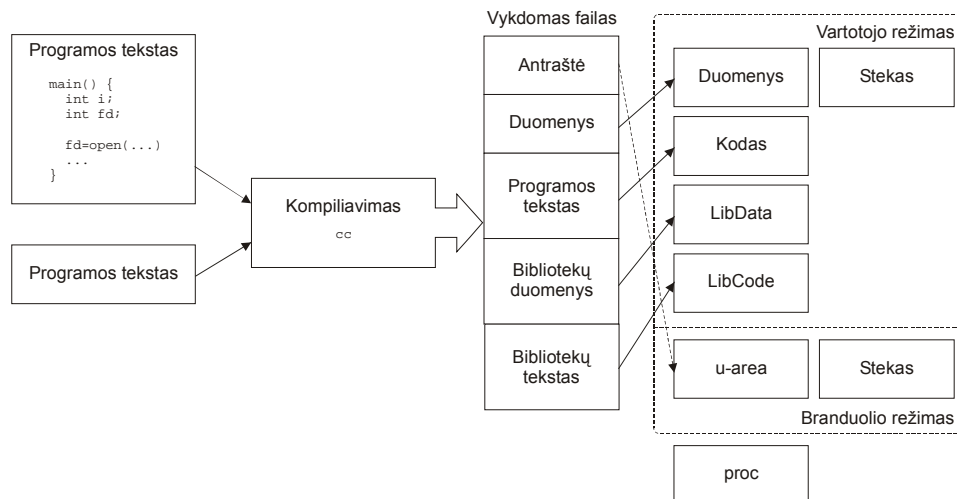 Programos tekstas
main() {
int i;
int fd;
fd=open(...)
...
}
Programos tekstas
Kompiliavimas
cc
Vykdomas failas
Antraštė
Duomenys
Programos
tekstas
Bibliotekų
duomenys
Bibliotekų
tekstas
Vartotojo režimas
Duomenys
Stekas
Kodas
LibData
LibCode
u-area
Stekas
Branduolio režimas
proc